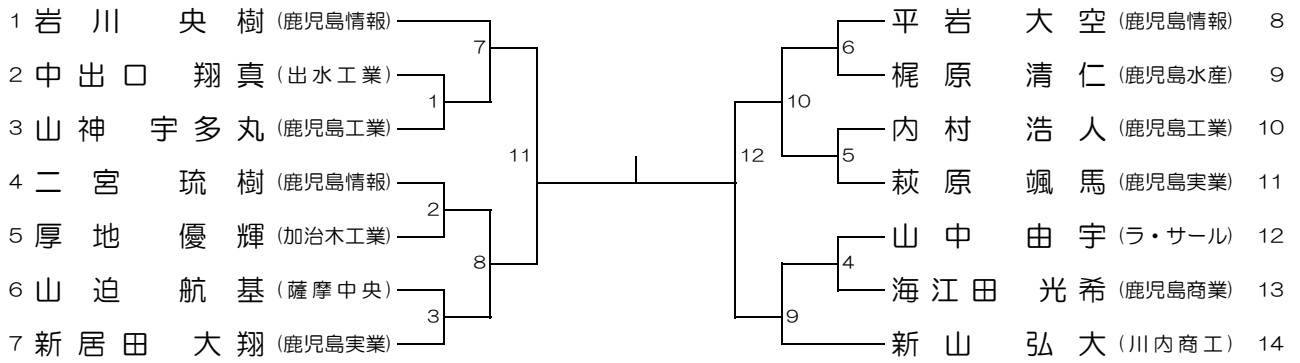 1 岩川 央樹 (鹿児島情報)
2 中出口 翔真 (出水工業)
3 山神 宇多丸 (鹿児島工業)
4 二宮 琉樹 (鹿児島情報)
5 厚地 優輝 (加治木工業)
6 山迫 航基 (薩摩中央)
7 新居田 大翔 (鹿児島実業)
7
1
11
2
8
3
12
6
10
5
4
9
平岩 大空 (鹿児島情報) 8
梶原 清仁 (鹿児島水産) 9
内村 浩人 (鹿児島工業) 10
萩原 颯馬 (鹿児島実業) 11
山中 由宇 (ラ・サール) 12
海江田 光希 (鹿児島商業) 13
新山 弘大 (川内商工) 14